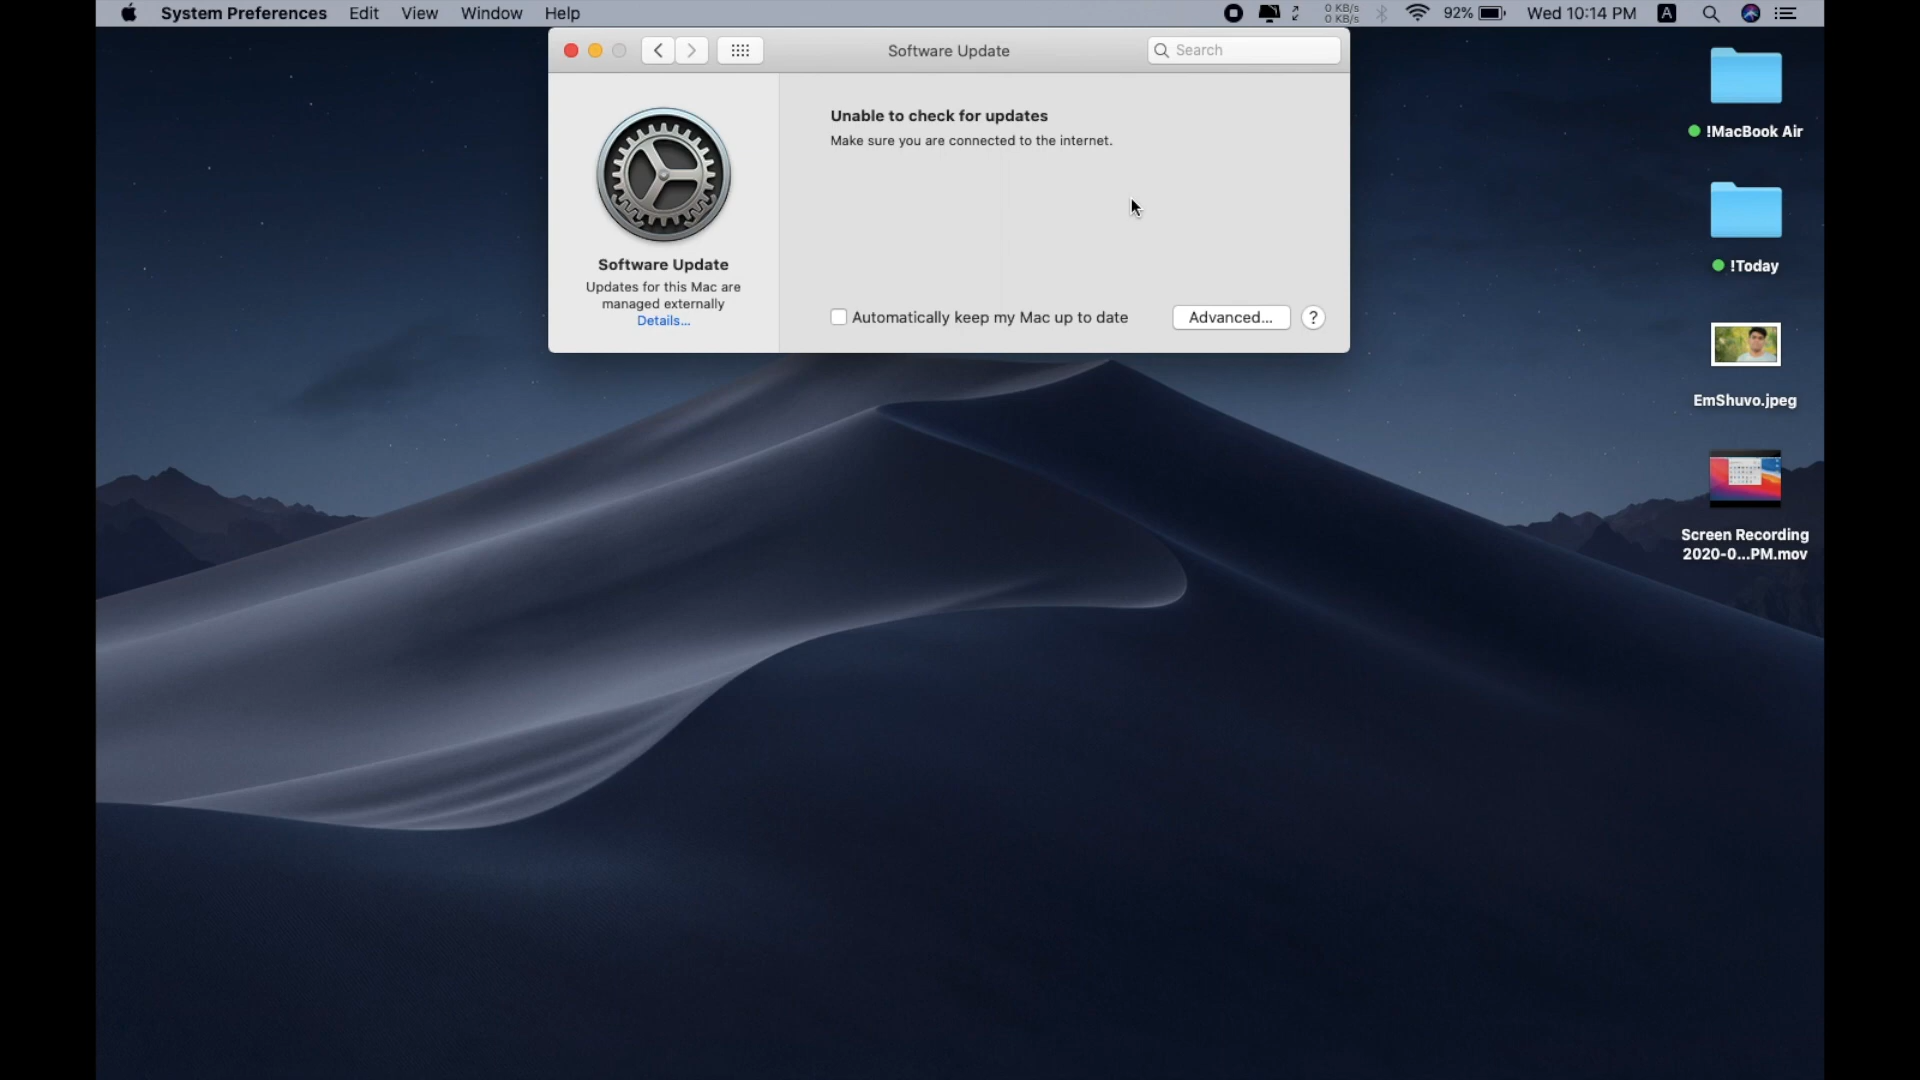 System Preferences Edit View Window Help
0 KB/s
0 KB/s
92% Wed 10:14 PM A
Software Update
Search
Unable to check for updates
Make sure you are connected to the internet.
Software Update
Updates for this Mac are
managed externally
Details...
Automatically keep my Mac up to date
Advanced...
?
!MacBook Air
!Today
EmShuvo.jpeg
Screen Recording
2020-0...PM.mov